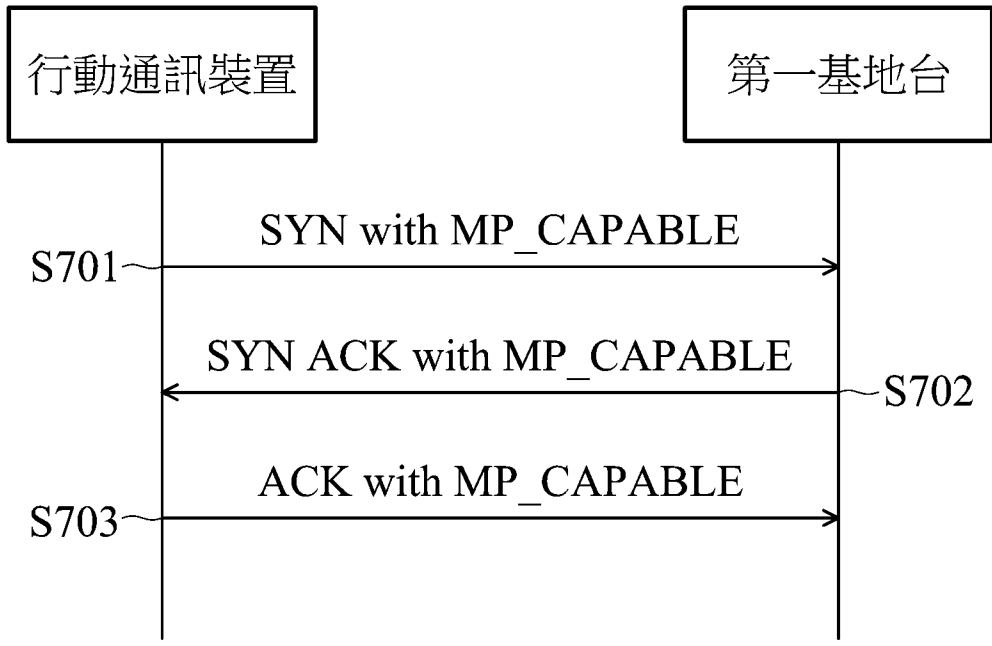 行動通訊裝置
第一基地台
SYN with MP_CAPABLE
S701
SYN ACK with MP_CAPABLE
S702
ACK with MP_CAPABLE
S703